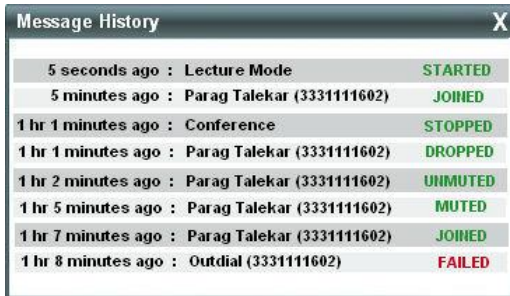 Message History X
5 seconds ago : Lecture Mode STARTED
5 minutes ago : Parag Talekar (3331111602) JOINED
1 hr 1 minutes ago : Conference STOPPED
1 hr 1 minutes ago : Parag Talekar (3331111602) DROPPED
1 hr 2 minutes ago : Parag Talekar (3331111602) UNMUTED
1 hr 5 minutes ago : Parag Talekar (3331111602) MUTED
1 hr 7 minutes ago : Parag Talekar (3331111602) JOINED
1 hr 8 minutes ago : Outdial (3331111602) FAILED